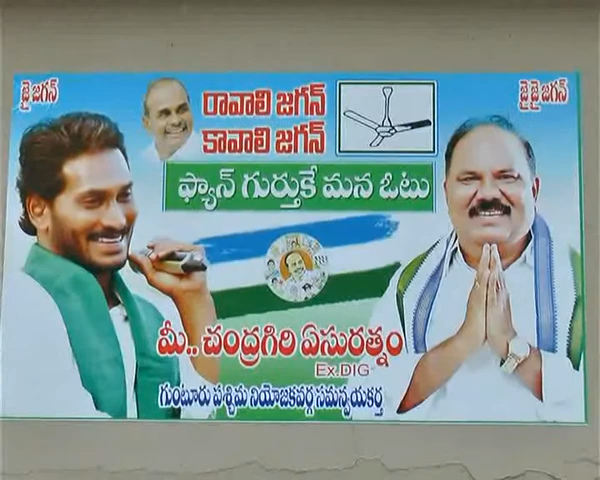 జై జగన్
రావాలి జగన్
కావాలి జగన్
జై జై జగన్
ఫ్యాన్ గుర్తుకే మన ఓటు
మీ.. చంద్రగిరి ఏసురత్నం
Ex.DIG
గుంటూరు పశ్చిమ నియోజకవర్గ సమన్వయకర్త